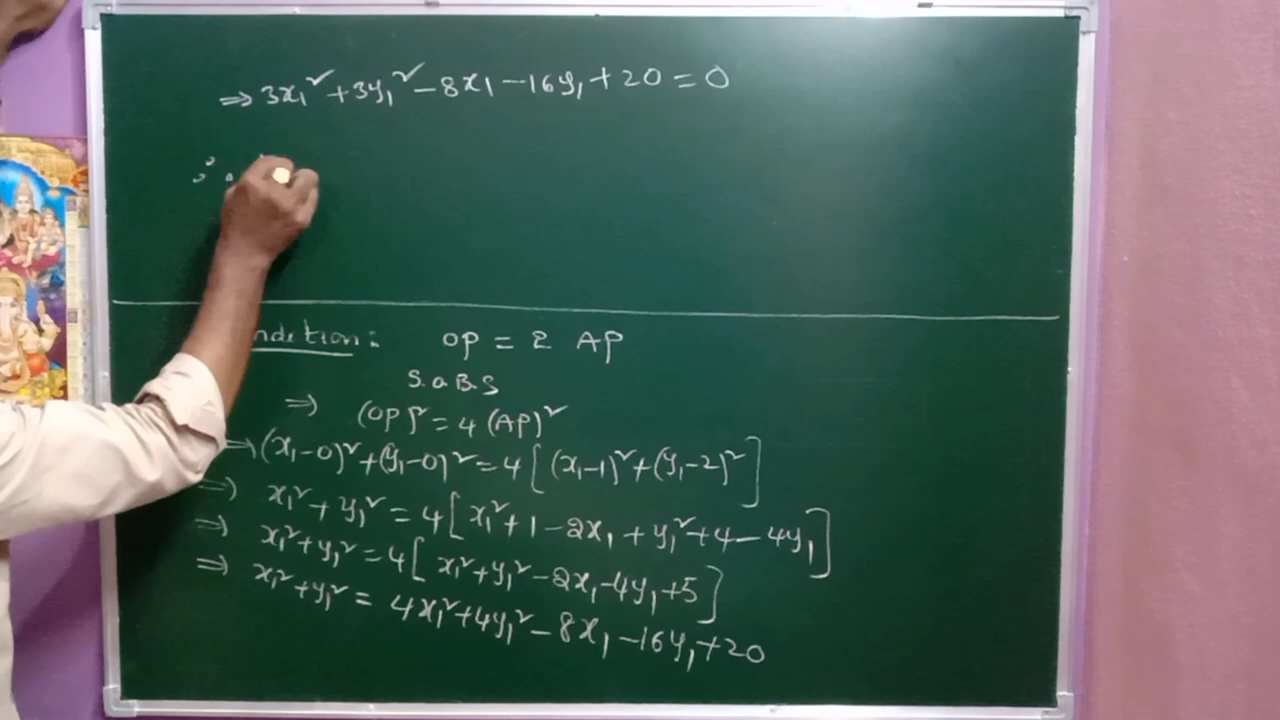 ⇒ 3x₁² + 3y₁² - 8x₁ - 16y₁ + 20 = 0
∴
ndition: OP = 2 AP
S.o.B.S
⇒ (OP)² = 4 (AP)²
⇒ (x₁-0)² + (y₁-0)² = 4 [ (x₁-1)² + (y₁-2)² ]
⇒ x₁² + y₁² = 4 [ x₁² + 1 - 2x₁ + y₁² + 4 - 4y₁ ]
⇒ x₁² + y₁² = 4 [ x₁² + y₁² - 2x₁ - 4y₁ + 5 ]
⇒ x₁² + y₁² = 4x₁² + 4y₁² - 8x₁ - 16y₁ + 20